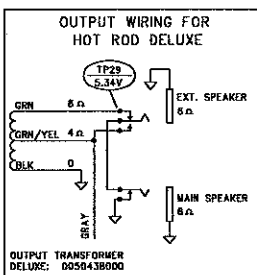 OUTPUT WIRING FOR
HOT ROD DELUXE
TP29
5.34V
GRN 8Ω
EXT. SPEAKER
8Ω
GRN/YEL 4Ω
BLK 0
GRAY
MAIN SPEAKER
8Ω
OUTPUT TRANSFORMER
DELUXE: 0050438000